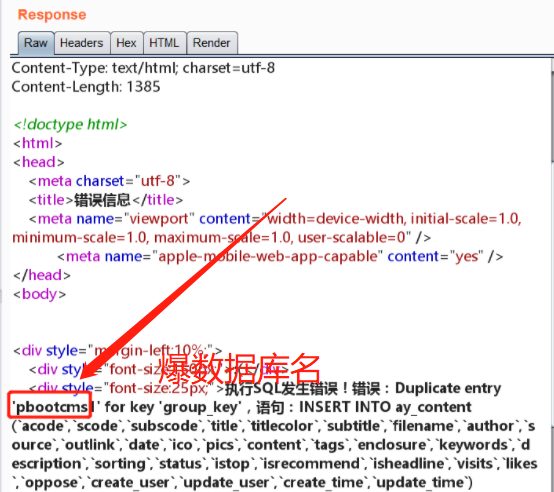 Response
Raw Headers Hex HTML Render
Content-Type: text/html; charset=utf-8
Content-Length: 1385
<!doctype html>
<html>
<head>
<meta charset="utf-8">
<title>错误信息</title>
<meta name="viewport" content="width=device-width, initial-scale=1.0,
minimum-scale=1.0, maximum-scale=1.0, user-scalable=0" />
<meta name="apple-mobile-web-app-capable" content="yes" />
</head>
<body>
<div style="margin-left:10%;">
爆数据库名
<div style="font-size: </div>
<div style="font-size:25px;">执行SQL发生错误！错误：Duplicate entry
'pbootcms1' for key 'group_key'，语句：INSERT INTO ay_content
(`acode`,`scode`,`subscode`,`title`,`titlecolor`,`subtitle`,`filename`,`author`,`s
ource`,`outlink`,`date`,`ico`,`pics`,`content`,`tags`,`enclosure`,`keywords`,`d
escription`,`sorting`,`status`,`istop`,`isrecommend`,`isheadline`,`visits`,`likes
`,`oppose`,`create_user`,`update_user`,`create_time`,`update_time`)